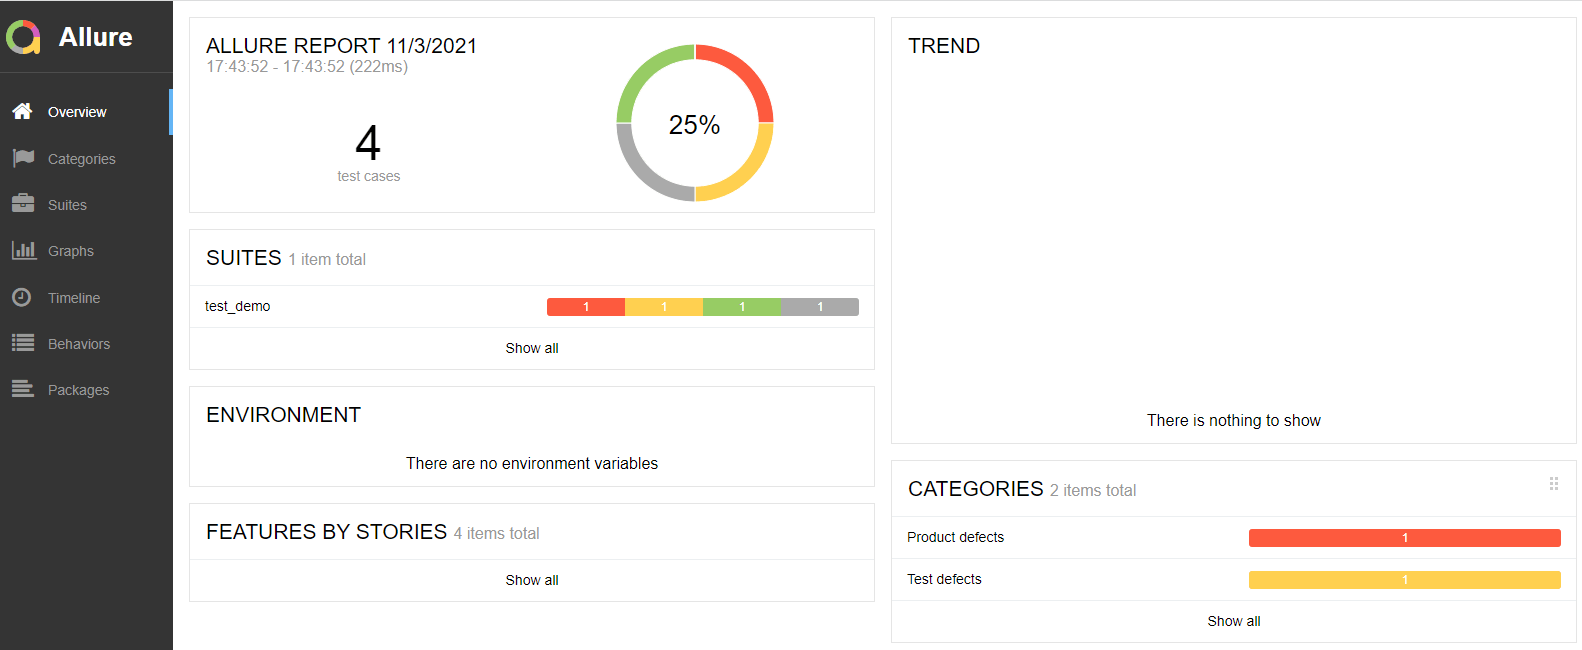 Allure
Overview
Categories
Suites
Graphs
Timeline
Behaviors
Packages
ALLURE REPORT 11/3/2021
17:43:52 - 17:43:52 (222ms)
4
test cases
25%
SUITES 1 item total
test_demo 1 1 1 1
Show all
ENVIRONMENT
There are no environment variables
FEATURES BY STORIES 4 items total
Show all
TREND
There is nothing to show
CATEGORIES 2 items total
Product defects 1
Test defects 1
Show all